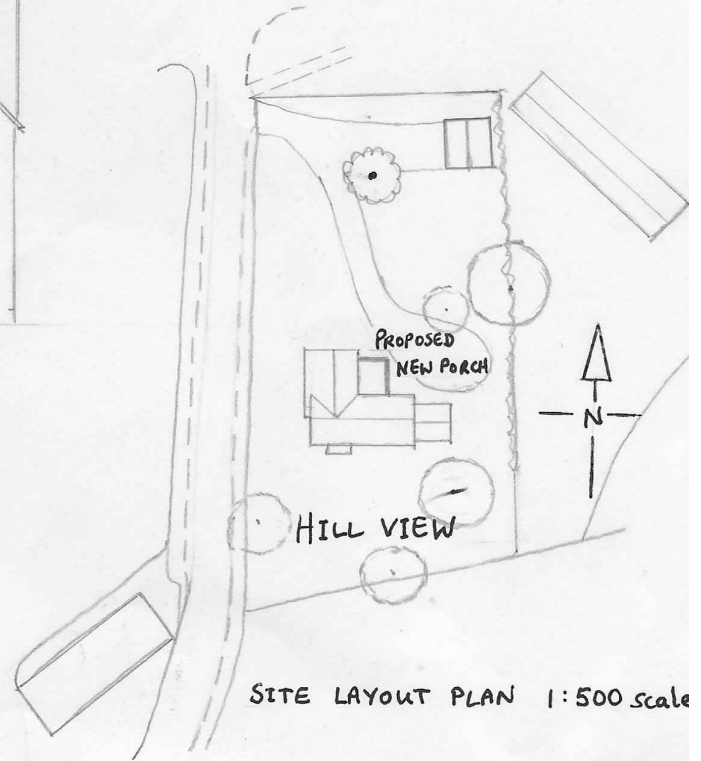 PROPOSED
NEW PORCH
N
HILL VIEW
SITE LAYOUT PLAN 1:500 scale